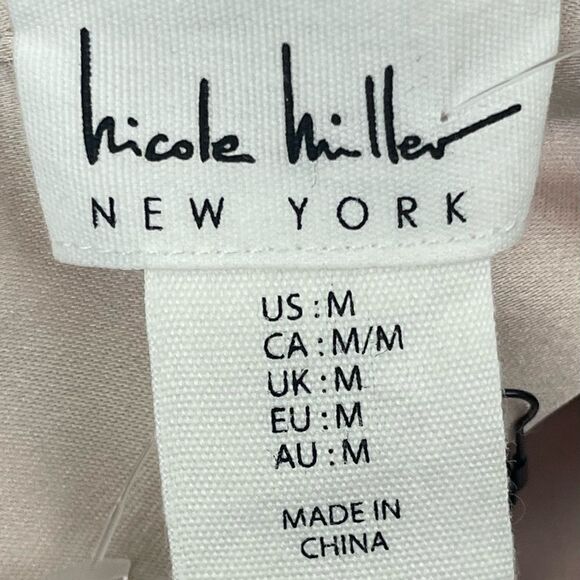 nicole miller
NEW YORK
US : M
CA : M/M
UK : M
EU : M
AU : M
MADE IN
CHINA